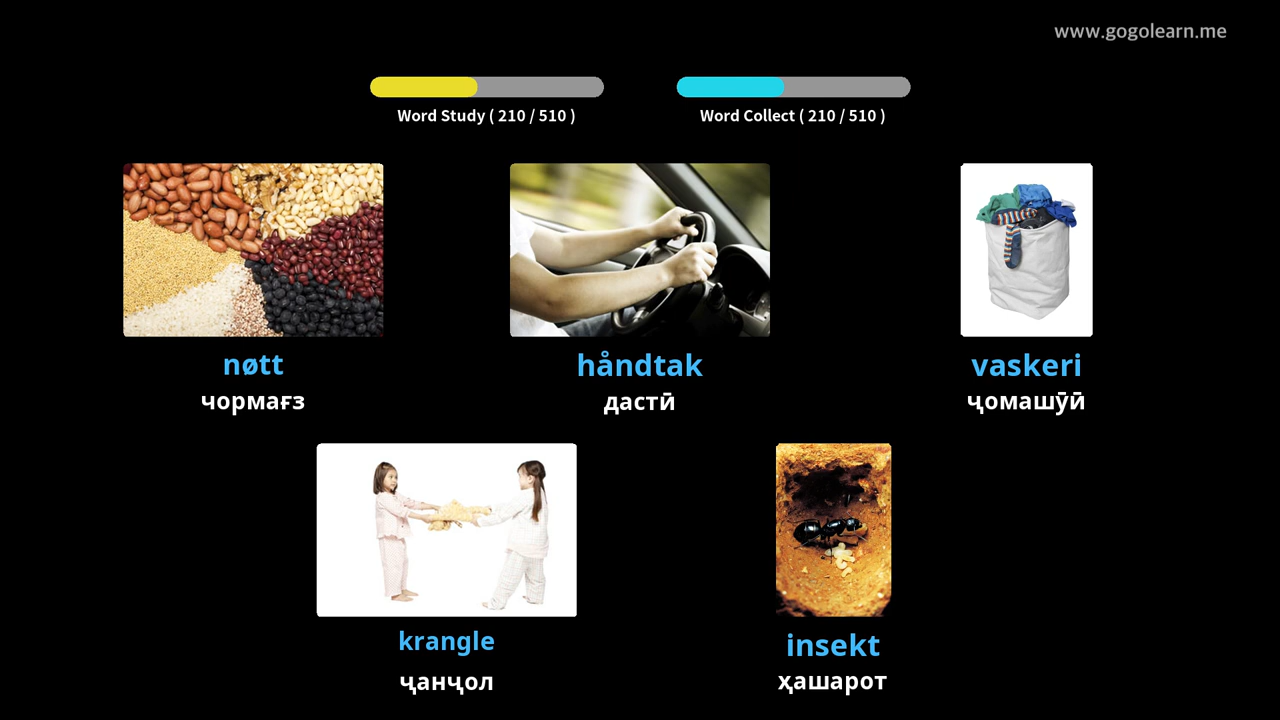 www.gogolearn.me
Word Study ( 210 / 510 )
Word Collect ( 210 / 510 )
nøtt
håndtak
vaskeri
чормағз
дастӣ
ҷомашӯӣ
krangle
insekt
ҷанҷол
ҳашарот